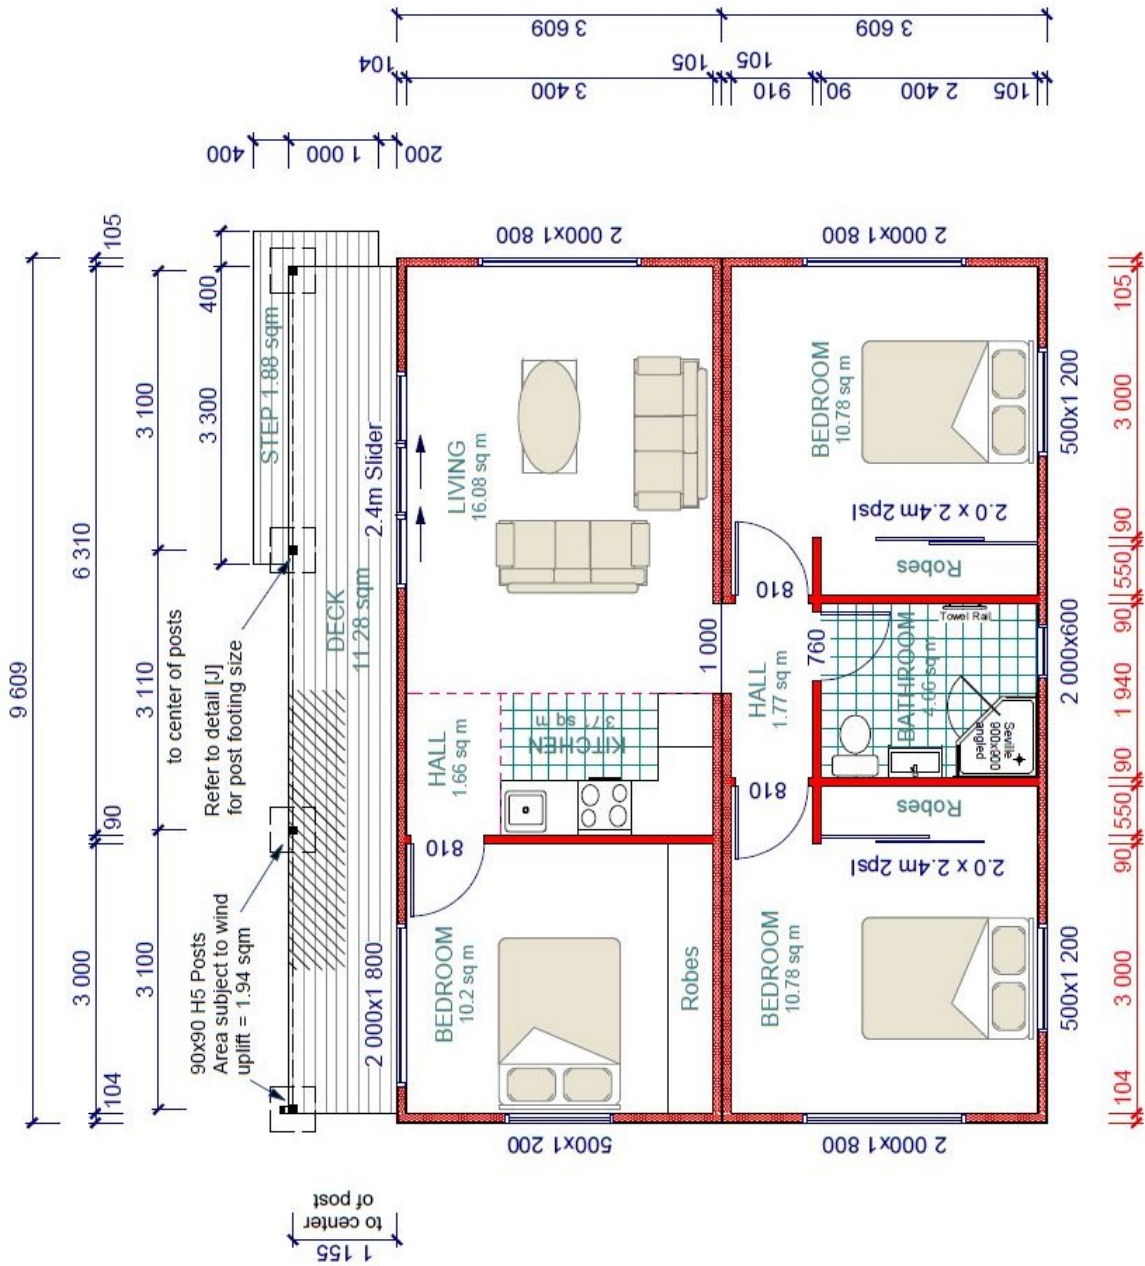 3 609
3 609
104
3 400
105
105
910
90
2 400
105
400
1 000
200
9 609
105
6 310
90
3 000
104
3 100
3 110
3 100
to center of posts
400
3 300
STEP 1.88 sqm
DECK
11.28 sqm
Refer to detail [J]
for post footing size
90x90 H5 Posts
Area subject to wind
uplift = 1.94 sqm
1 155
to center
of post
2.4m Slider
2 000x1 800
2 000x1 800
2 000x1 800
LIVING
16.08 sq m
HALL
1.66 sq m
KITCHEN
3.71 sq m
810
BEDROOM
10.2 sq m
Robes
500x1 200
1 000
HALL
1.77 sq m
810
760
810
BEDROOM
10.78 sq m
2.0 x 2.4m 2psl
Robes
Towel Rail
BATHROOM
4.66 sq m
Seville
900x900
angled
Robes
2.0 x 2.4m 2psl
BEDROOM
10.78 sq m
2 000x1 800
500x1 200
2 000x600
500x1 200
105
3 000
90
550
90
1 940
90
550
90
3 000
104